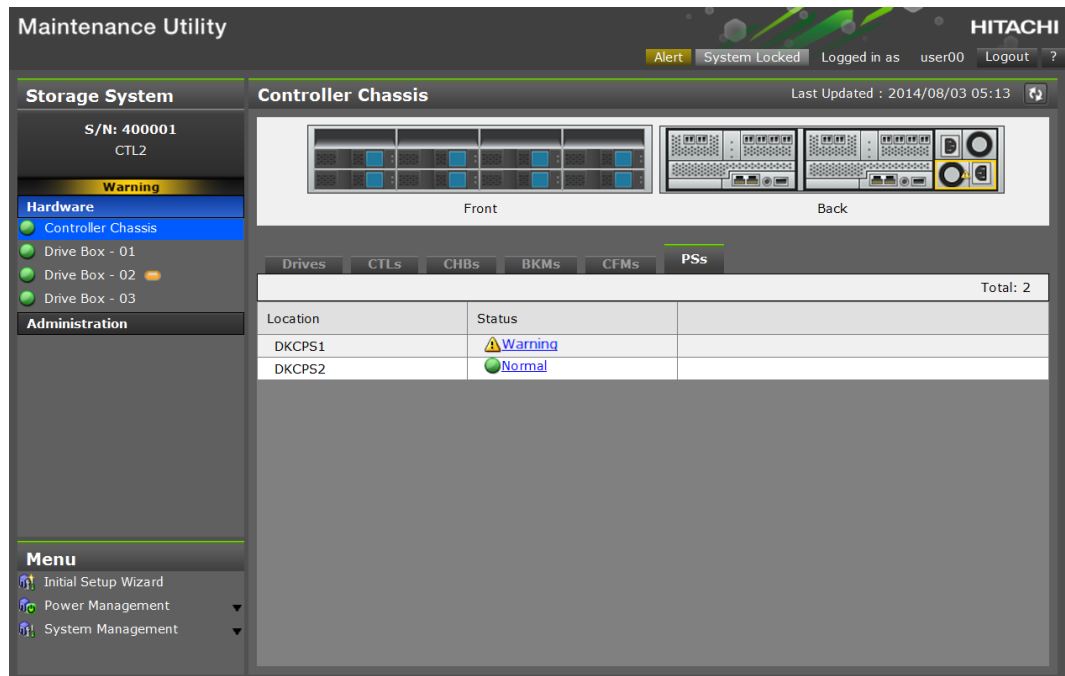 Maintenance Utility
HITACHI
Alert System Locked Logged in as user00 Logout ?
Storage System
S/N: 400001
CTL2
Warning
Hardware
Controller Chassis
Drive Box - 01
Drive Box - 02
Drive Box - 03
Administration
Controller Chassis
Last Updated : 2014/08/03 05:13
Front
Back
Drives CTLs CHBs BKMs CFMs PSs
Total: 2
Location Status
DKCPS1 Warning
DKCPS2 Normal
Menu
Initial Setup Wizard
Power Management
System Management